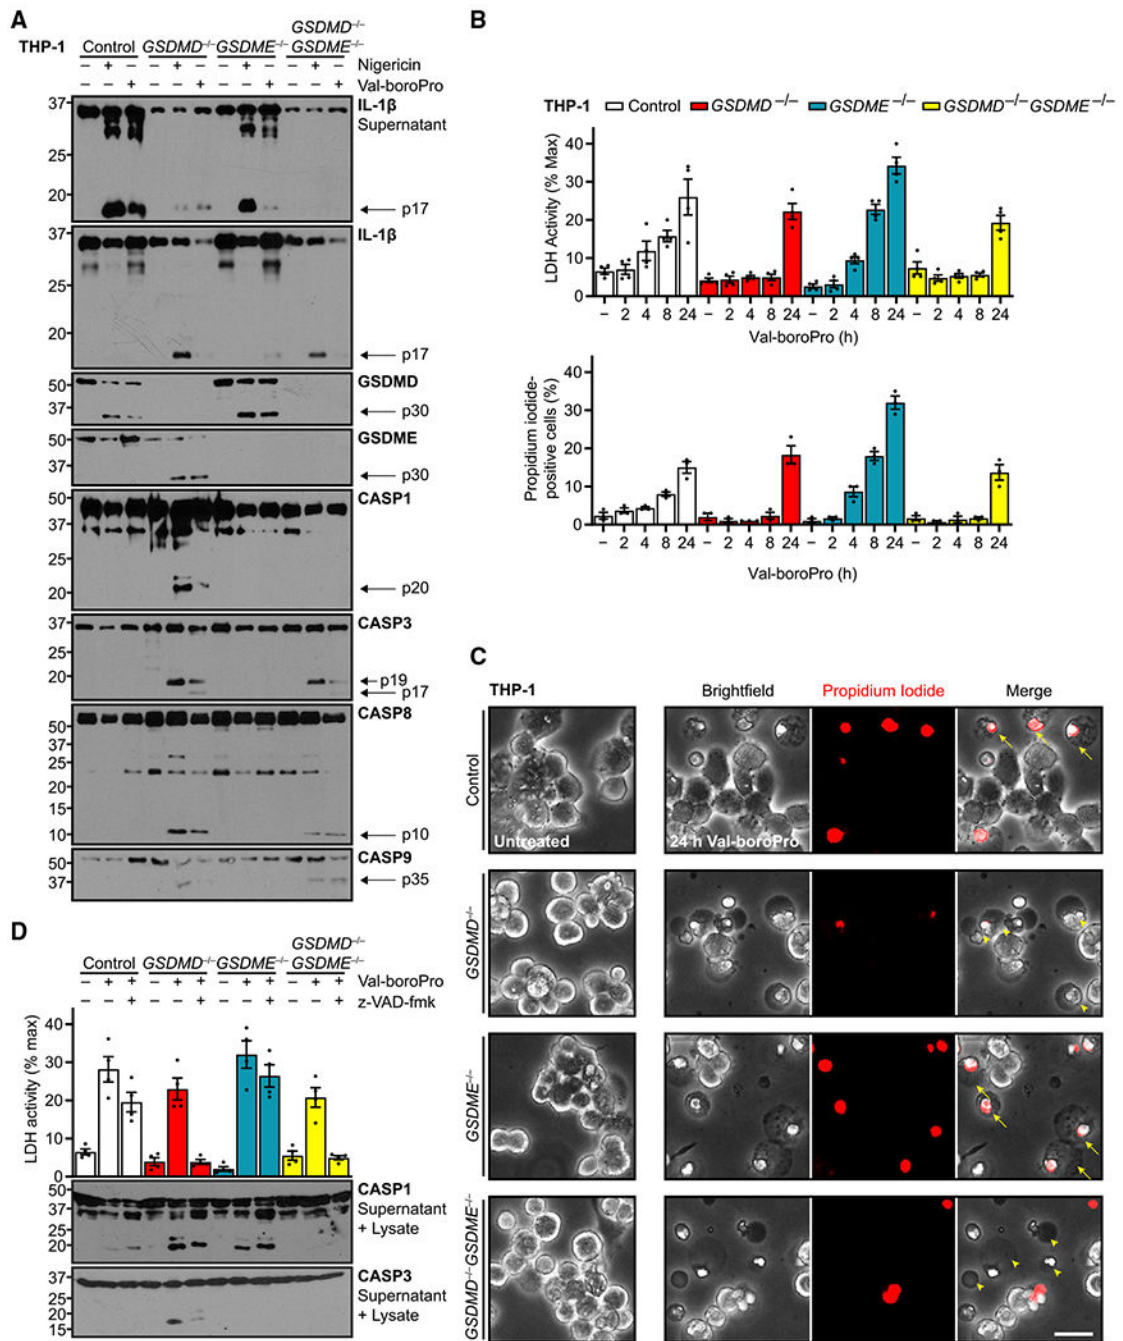 A
THP-1
Control
GSDMD–/–
GSDME–/–
GSDMD–/–
GSDME–/–
– + – – + – – + – – + –
Nigericin
– – + – – + – – + – – +
Val-boroPro
37
25
20
IL-1β
Supernatant
p17
37
25
20
IL-1β
p17
50
37
GSDMD
p30
50
37
GSDME
p30
50
37
25
20
CASP1
p20
37
25
20
CASP3
p19
p17
50
37
25
20
15
10
CASP8
p10
50
37
CASP9
p35
B
THP-1
Control
GSDMD –/–
GSDME –/–
GSDMD–/– GSDME–/–
LDH Activity (% Max)
40
30
20
10
0
– 2 4 8 24 – 2 4 8 24 – 2 4 8 24 – 2 4 8 24
Val-boroPro (h)
Propidium iodide-
positive cells (%)
40
30
20
10
0
– 2 4 8 24 – 2 4 8 24 – 2 4 8 24 – 2 4 8 24
Val-boroPro (h)
C
THP-1
Brightfield
Propidium Iodide
Merge
Control
Untreated
24 h Val-boroPro
GSDMD–/–
GSDME–/–
GSDMD–/–GSDME–/–
D
Control
GSDMD–/–
GSDME–/–
GSDMD–/–
GSDME–/–
– + + – + + – + + – + +
Val-boroPro
– – + – – + – – + – – +
z-VAD-fmk
LDH activity (% max)
40
30
20
10
0
50
37
25
20
CASP1
Supernatant
+ Lysate
37
25
20
15
CASP3
Supernatant
+ Lysate